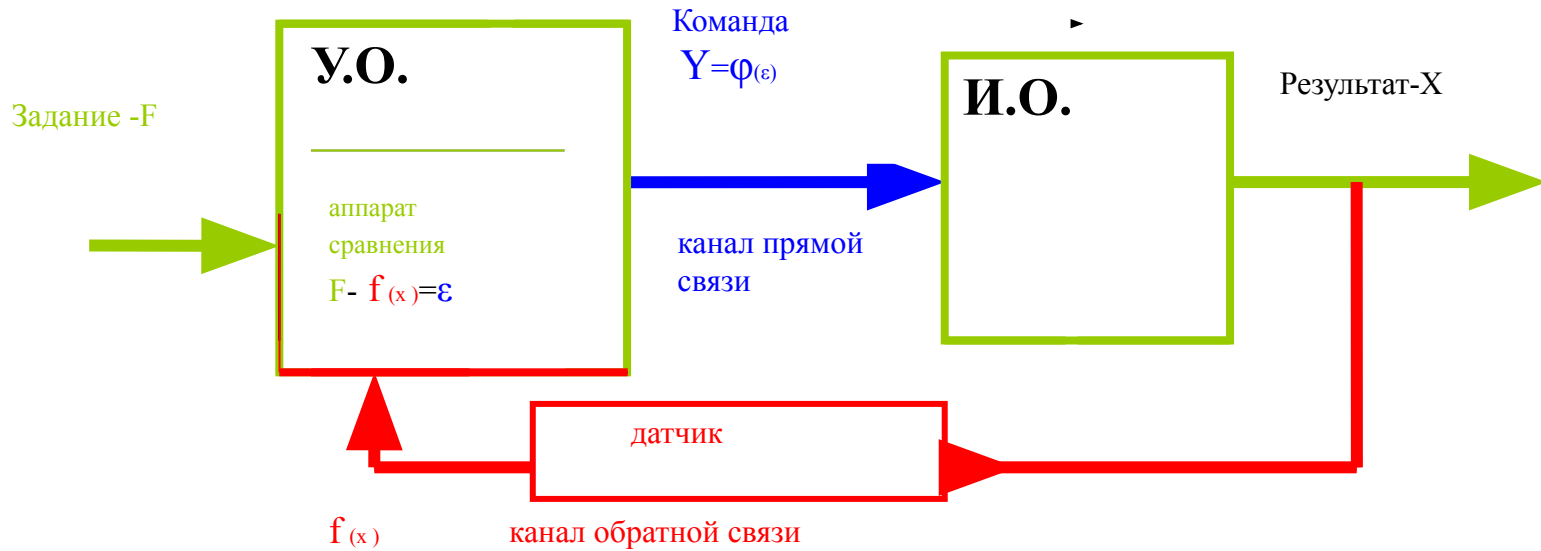 Команда
Y=φ(ε)
У.О.
И.О.
Результат-X
Задание -F
аппарат
сравнения
F- f (x )=ε
канал прямой
связи
датчик
f (x )
канал обратной связи